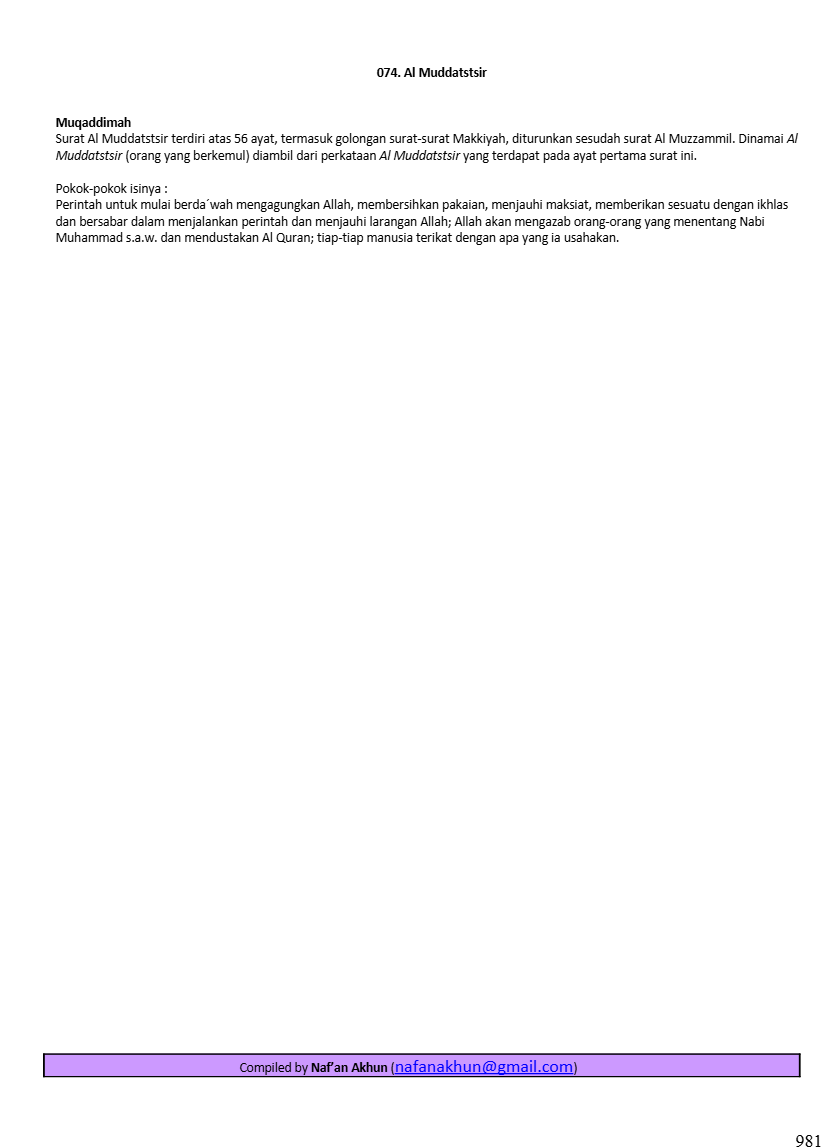 074. Al Muddatstsir
Muqaddimah
Surat Al Muddatstsir terdiri atas 56 ayat, termasuk golongan surat-surat Makkiyah, diturunkan sesudah surat Al Muzzammil. Dinamai Al
Muddatstsir (orang yang berkemul) diambil dari perkataan Al Muddatstsir yang terdapat pada ayat pertama surat ini.
Pokok-pokok isinya :
Perintah untuk mulai berda´wah mengagungkan Allah, membersihkan pakaian, menjauhi maksiat, memberikan sesuatu dengan ikhlas
dan bersabar dalam menjalankan perintah dan menjauhi larangan Allah; Allah akan mengazab orang-orang yang menentang Nabi
Muhammad s.a.w. dan mendustakan Al Quran; tiap-tiap manusia terikat dengan apa yang ia usahakan.
Compiled by Naf’an Akhun (nafanakhun@gmail.com)
981